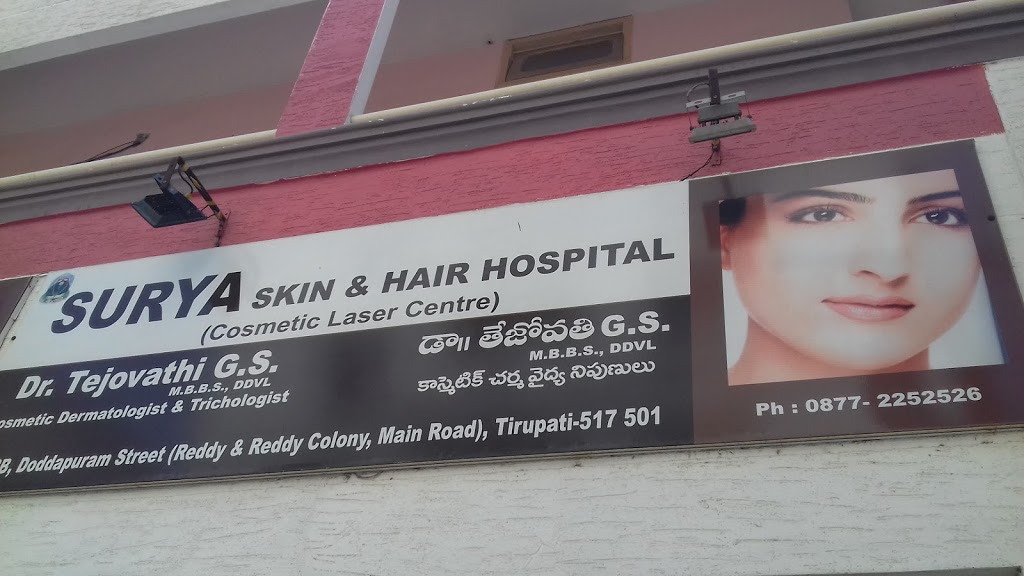 SURYA SKIN & HAIR HOSPITAL
(Cosmetic Laser Centre)
Dr. Tejovathi G.S.
M.B.B.S., DDVL
osmetic Dermatologist & Trichologist
డా॥ తేజోవతి G.S.
M.B.B.S., DDVL
కాస్మెటిక్ చర్మ వైద్య నిపుణులు
B, Doddapuram Street (Reddy & Reddy Colony, Main Road), Tirupati-517 501
Ph : 0877- 2252526